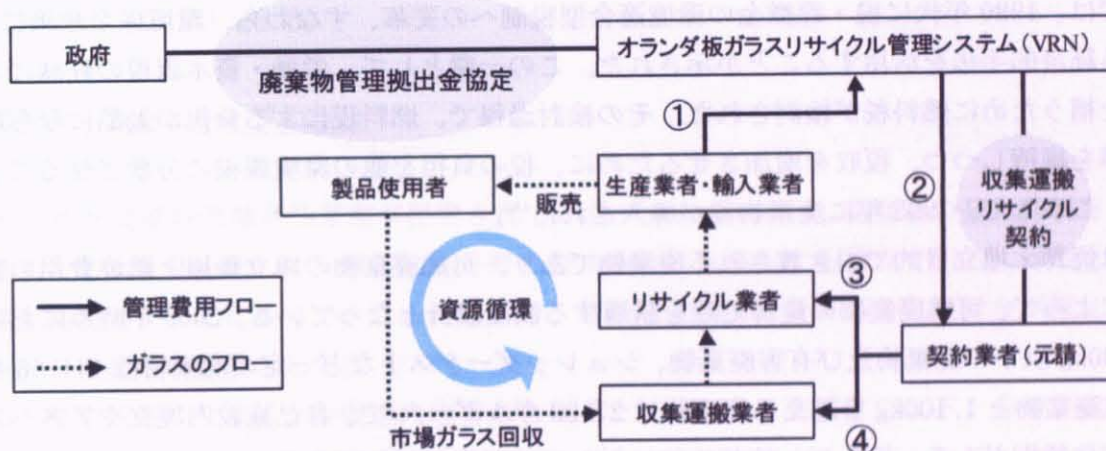 政府
オランダ板ガラスリサイクル管理システム(VRN)
廃棄物管理拠出金協定
①
製品使用者
生産業者・輸入業者
販売
②
収集運搬
リサイクル
契約
管理費用フロー
ガラスのフロー
資源循環
リサイクル業者
③
契約業者(元請)
収集運搬業者
市場ガラス回収
④